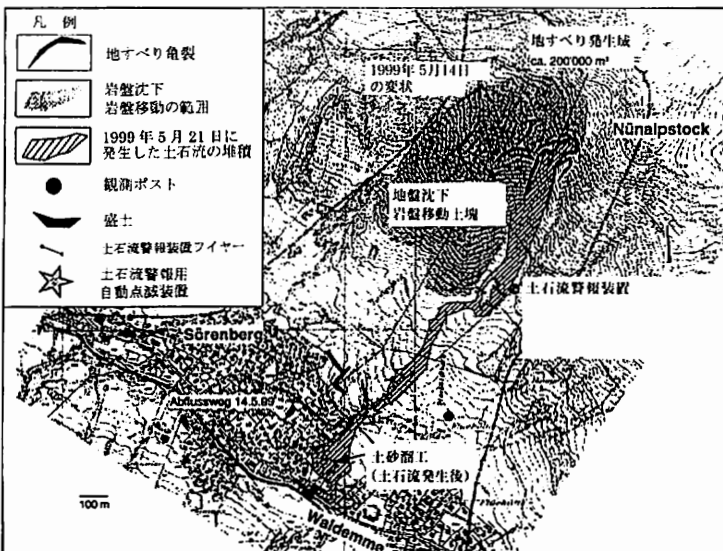 凡 例
地すべり亀裂
岩盤沈下
岩盤移動の範囲
1999年5月21日に
発生した土石流の堆積
観測ポスト
盛土
土石流警報装置ワイヤー
土石流警報用
自動点滅装置
地すべり発生域
ca. 200'000 m³
1999年5月14日
の変状
Nünalpstock
地盤沈下
岩盤移動土塊
土石流警報装置
Sörenberg
Abflussweg 14.5.99
土砂溜工
(土石流発生後)
Waldemme
100 m